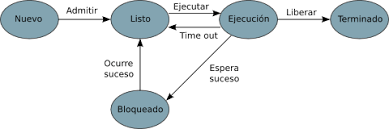 Nuevo
Admitir
Listo
Ejecutar
Time out
Ejecución
Liberar
Terminado
Ocurre
suceso
Espera
suceso
Bloqueado